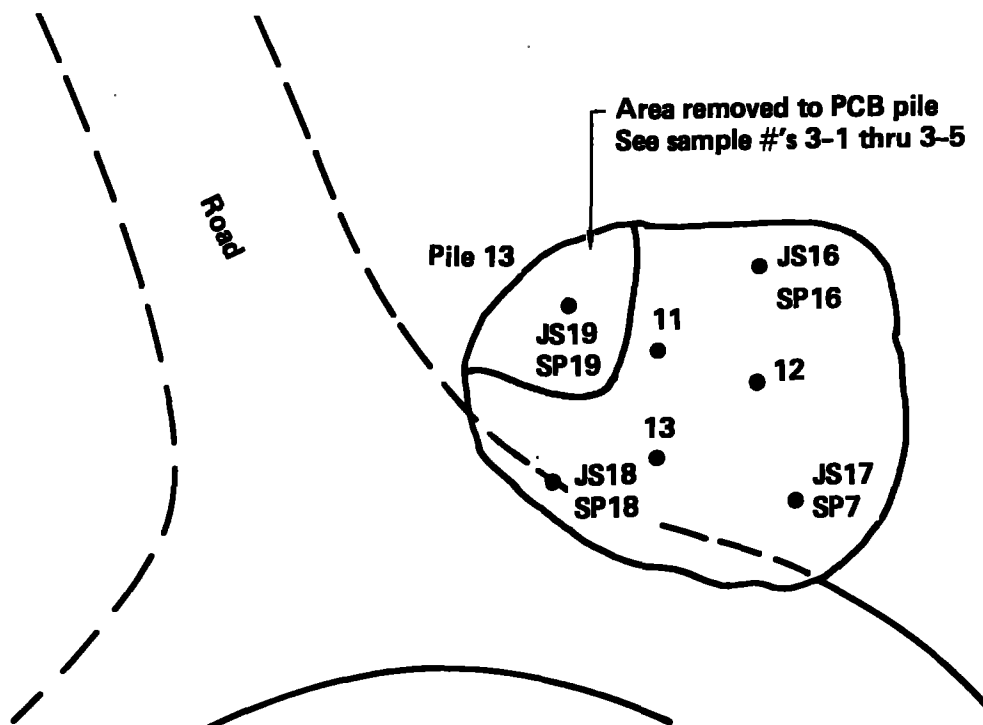 Area removed to PCB pile
See sample #'s 3-1 thru 3-5
Road
Pile 13
JS16
SP16
JS19
SP19
11
12
13
JS18
SP18
JS17
SP7